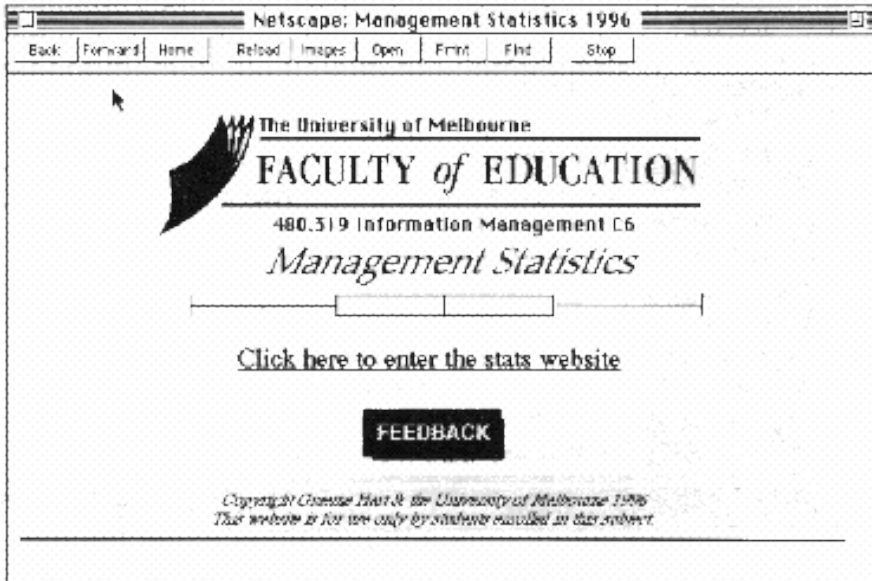 Netscape: Management Statistics 1996
Back Forward Home Reload Images Open Print Find Stop
The University of Melbourne
FACULTY of EDUCATION
480.319 Information Management C6
Management Statistics
Click here to enter the stats website
FEEDBACK
Copyright Graeme Hart & the University of Melbourne 1996
This website is for use only by students enrolled in this subject.